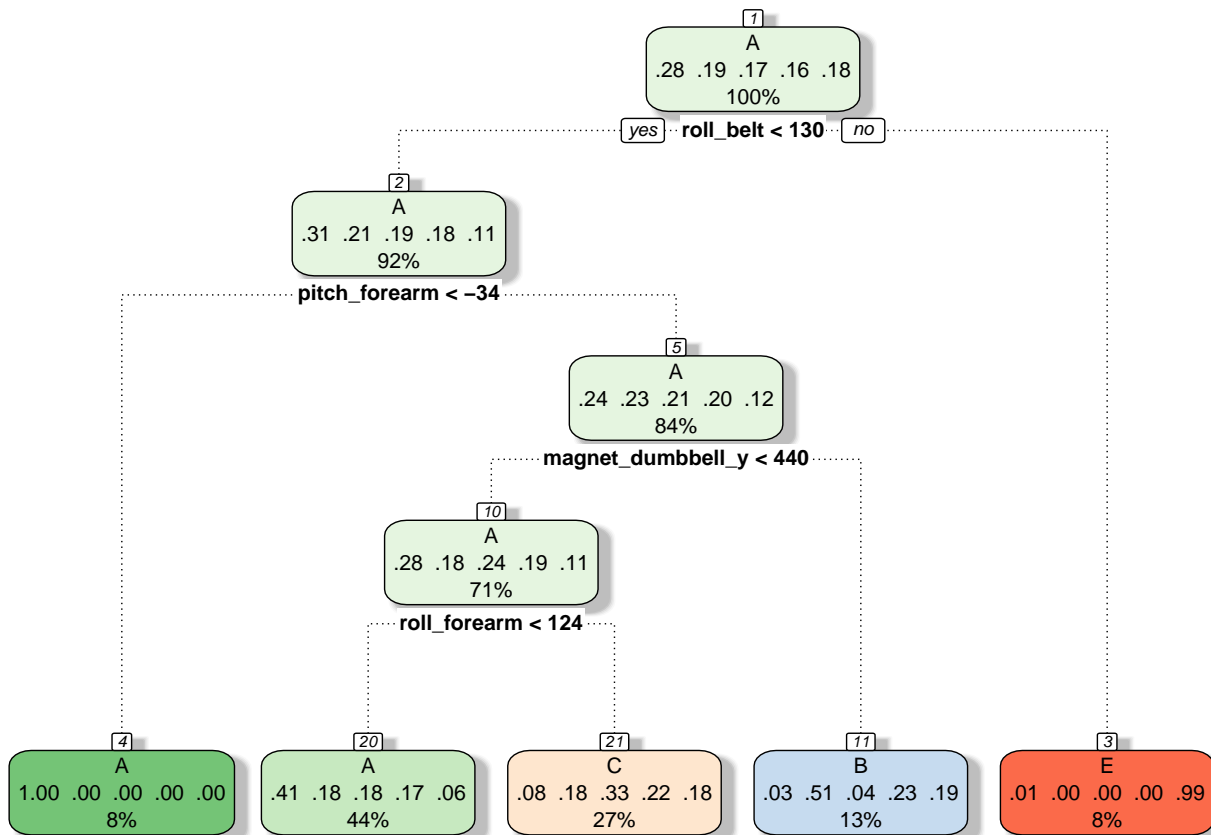 1
A
.28 .19 .17 .16 .18
100%
yes roll_belt < 130 no
2
A
.31 .21 .19 .18 .11
92%
pitch_forearm < −34
5
A
.24 .23 .21 .20 .12
84%
magnet_dumbbell_y < 440
10
A
.28 .18 .24 .19 .11
71%
roll_forearm < 124
4
A
1.00 .00 .00 .00 .00
8%
20
A
.41 .18 .18 .17 .06
44%
21
C
.08 .18 .33 .22 .18
27%
11
B
.03 .51 .04 .23 .19
13%
3
E
.01 .00 .00 .00 .99
8%